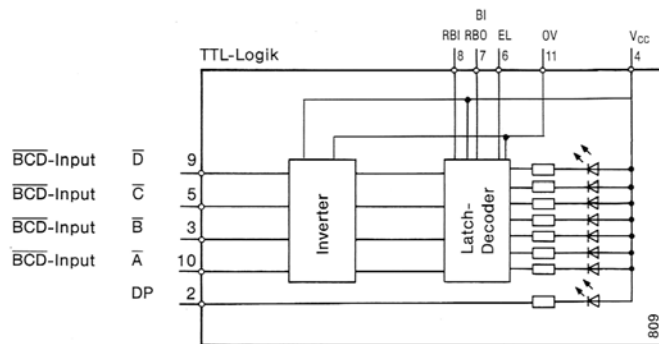 BI
RBI RBO EL OV VCC
TTL-Logik 8 7 6 11 4
BCD-Input D 9
BCD-Input C 5
BCD-Input B 3
BCD-Input A 10
DP 2
Inverter
Latch-
Decoder
809